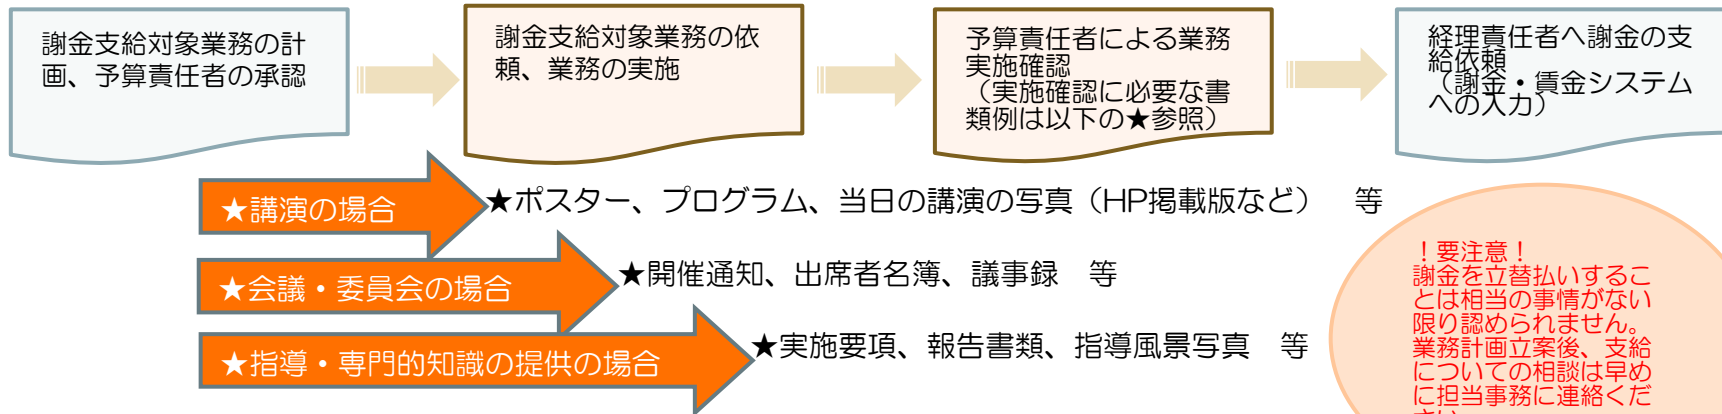 謝金支給対象業務の計
画、予算責任者の承認
謝金支給対象業務の依
頼、業務の実施
予算責任者による業務
実施確認
（実施確認に必要な書
類例は以下の★参照）
経理責任者へ謝金の支
給依頼
（謝金・賃金システム
への入力）
★講演の場合
★ポスター、プログラム、当日の講演の写真（HP掲載版など）　等
★会議・委員会の場合
★開催通知、出席者名簿、議事録　等
★指導・専門的知識の提供の場合
★実施要項、報告書類、指導風景写真　等
！要注意！
謝金を立替払いするこ
とは相当の事情がない
限り認められません。
業務計画立案後、支給
についての相談は早め
に担当事務に連絡くだ